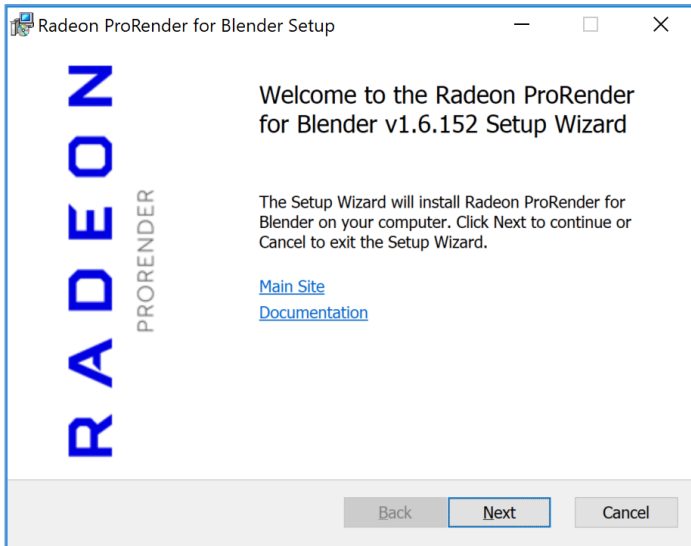 Radeon ProRender for Blender Setup
RADEON
PRORENDER
Welcome to the Radeon ProRender
for Blender v1.6.152 Setup Wizard
The Setup Wizard will install Radeon ProRender for
Blender on your computer. Click Next to continue or
Cancel to exit the Setup Wizard.
Main Site
Documentation
Back
Next
Cancel